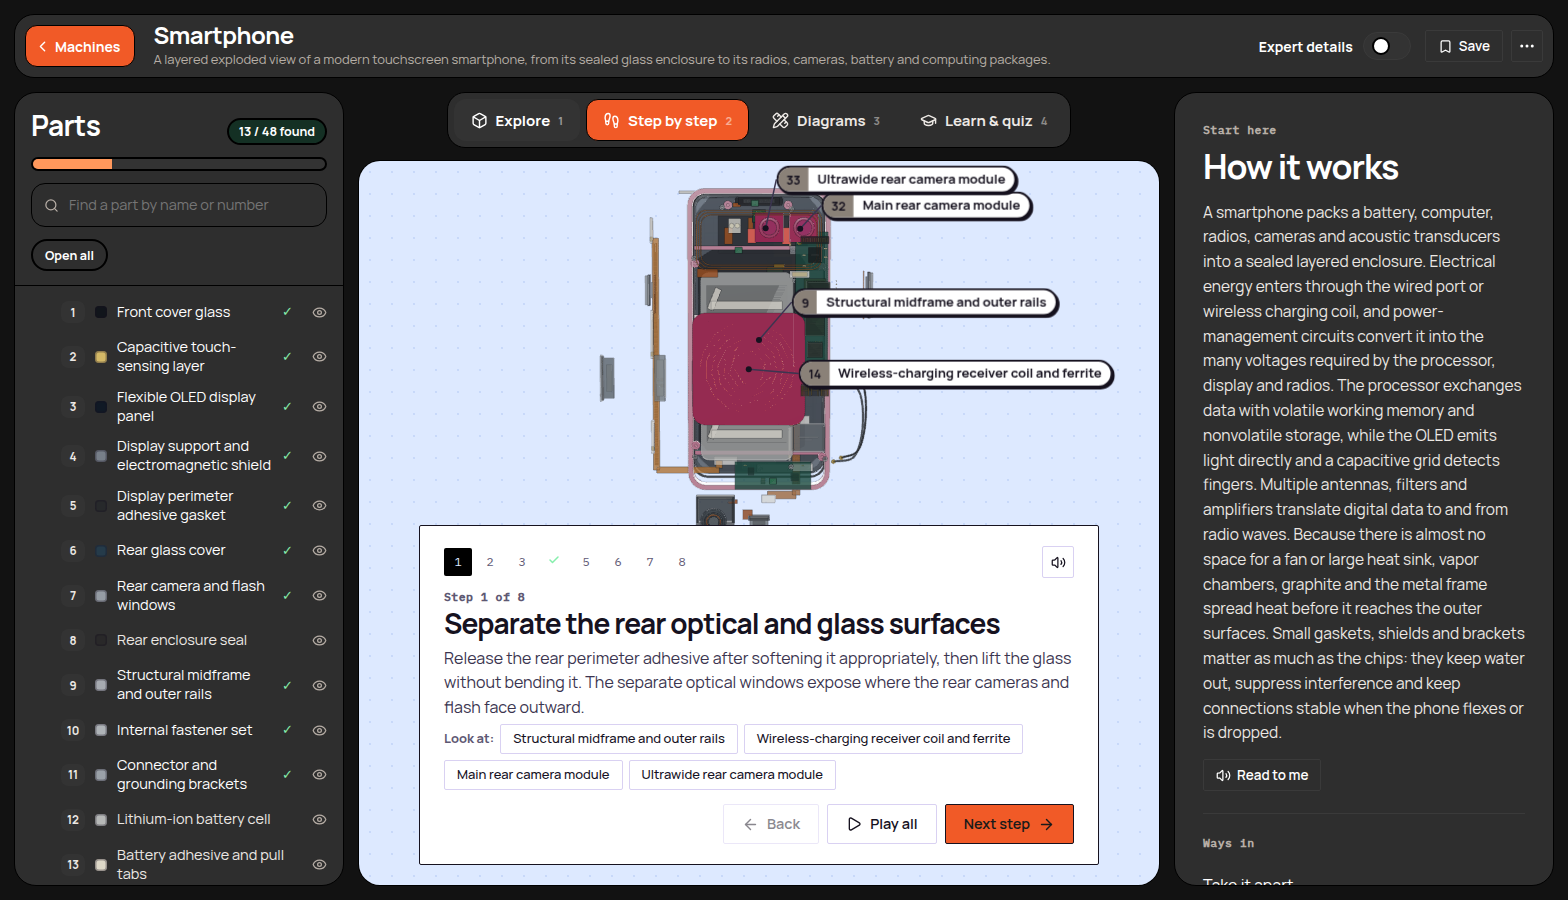 Machines
Smartphone
A layered exploded view of a modern touchscreen smartphone, from its sealed glass enclosure to its radios, cameras, battery and computing packages.
Expert details
Save
Parts
13 / 48 found
Find a part by name or number
Open all
1 Front cover glass
2 Capacitive touch-
sensing layer
3 Flexible OLED display
panel
4 Display support and
electromagnetic shield
5 Display perimeter
adhesive gasket
6 Rear glass cover
7 Rear camera and flash
windows
8 Rear enclosure seal
9 Structural midframe
and outer rails
10 Internal fastener set
11 Connector and
grounding brackets
12 Lithium-ion battery cell
13 Battery adhesive and pull
tabs
Explore 1
Step by step 2
Diagrams 3
Learn & quiz 4
33 Ultrawide rear camera module
32 Main rear camera module
9 Structural midframe and outer rails
14 Wireless-charging receiver coil and ferrite
1 2 3 5 6 7 8
Step 1 of 8
Separate the rear optical and glass surfaces
Release the rear perimeter adhesive after softening it appropriately, then lift the glass
without bending it. The separate optical windows expose where the rear cameras and
flash face outward.
Look at: Structural midframe and outer rails Wireless-charging receiver coil and ferrite
Main rear camera module Ultrawide rear camera module
Back Play all Next step
Start here
How it works
A smartphone packs a battery, computer,
radios, cameras and acoustic transducers
into a sealed layered enclosure. Electrical
energy enters through the wired port or
wireless charging coil, and power-
management circuits convert it into the
many voltages required by the processor,
display and radios. The processor exchanges
data with volatile working memory and
nonvolatile storage, while the OLED emits
light directly and a capacitive grid detects
fingers. Multiple antennas, filters and
amplifiers translate digital data to and from
radio waves. Because there is almost no
space for a fan or large heat sink, vapor
chambers, graphite and the metal frame
spread heat before it reaches the outer
surfaces. Small gaskets, shields and brackets
matter as much as the chips: they keep water
out, suppress interference and keep
connections stable when the phone flexes or
is dropped.
Read to me
Ways in
Take it apart